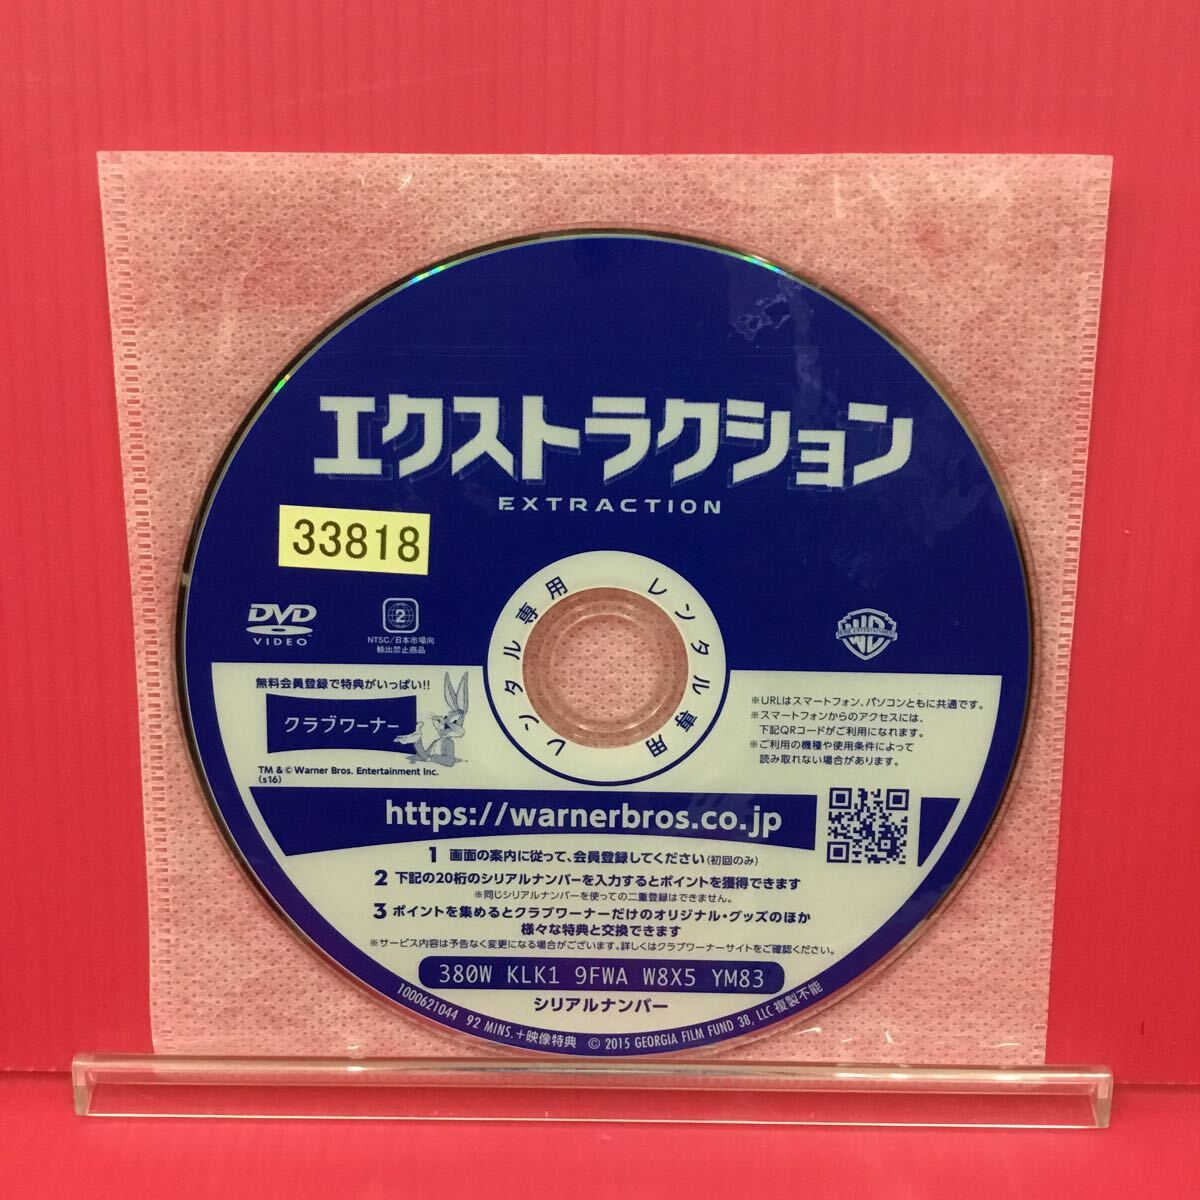 エクストラクション
EXTRACTION
33818
レンタル専用
レンタル専用
DVD
VIDEO
2
NTSC/日本市場向
輸出禁止商品
WB
HOME ENTERTAINMENT
無料会員登録で特典がいっぱい!!
クラブワーナー
TM & © Warner Bros. Entertainment Inc.
(s16)
※URLはスマートフォン、パソコンともに共通です。
※スマートフォンからのアクセスには、
下記QRコードがご利用になれます。
※ご利用の機種や使用条件によって
読み取れない場合があります。
https://warnerbros.co.jp
1 画面の案内に従って、会員登録してください(初回のみ)
2 下記の20桁のシリアルナンバーを入力するとポイントを獲得できます
※同じシリアルナンバーを使っての二重登録はできません。
3 ポイントを集めるとクラブワーナーだけのオリジナル・グッズのほか
様々な特典と交換できます
※サービス内容は予告なく変更になる場合がございます。詳しくはクラブワーナーサイトをご確認ください。
380W KLK1 9FWA W8X5 YM83
シリアルナンバー
1000621044 92 MINS.+映像特典 © 2015 GEORGIA FILM FUND 38, LLC 複製不能